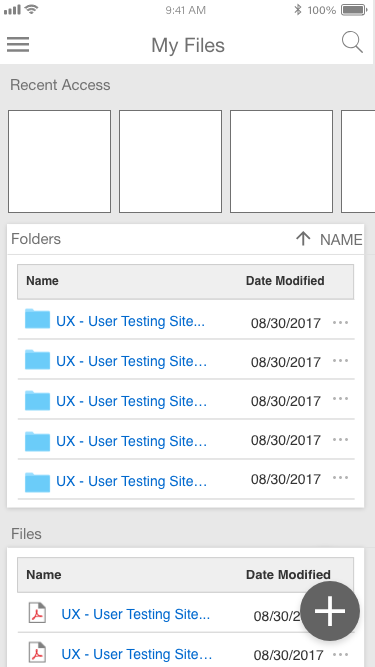 9:41 AM 100%
My Files
Recent Access
Folders NAME
Name Date Modified
UX - User Testing Site... 08/30/2017
UX - User Testing Site... 08/30/2017
UX - User Testing Site... 08/30/2017
UX - User Testing Site... 08/30/2017
UX - User Testing Site... 08/30/2017
Files
Name Date Modified
UX - User Testing Site... 08/30/2
UX - User Testing Site... 08/30/2017